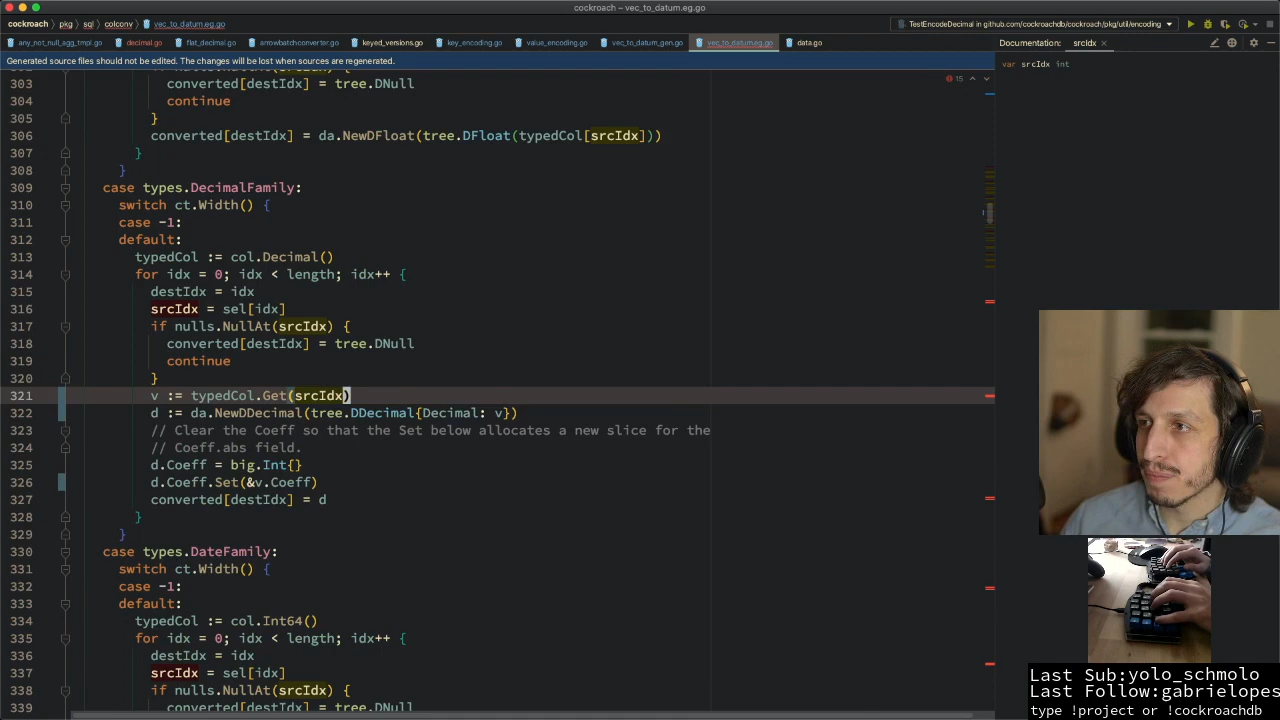 cockroach – vec_to_datum.eg.go
cockroach › pkg › sql › colconv › vec_to_datum.eg.go
TestEncodeDecimal in github.com/cockroachdb/cockroach/pkg/util/encoding
any_not_null_agg_tmpl.go decimal.go flat_decimal.go arrowbatchconverter.go keyed_versions.go key_encoding.go value_encoding.go vec_to_datum_gen.go vec_to_datum.eg.go data.go
Documentation: srcIdx ×
Generated source files should not be edited. The changes will be lost when sources are regenerated.
var srcIdx int
15
303 converted[destIdx] = tree.DNull
304 continue
305 }
306 converted[destIdx] = da.NewDFloat(tree.DFloat(typedCol[srcIdx]))
307 }
308 }
309 case types.DecimalFamily:
310 switch ct.Width() {
311 case -1:
312 default:
313 typedCol := col.Decimal()
314 for idx = 0; idx < length; idx++ {
315 destIdx = idx
316 srcIdx = sel[idx]
317 if nulls.NullAt(srcIdx) {
318 converted[destIdx] = tree.DNull
319 continue
320 }
321 v := typedCol.Get(srcIdx)
322 d := da.NewDDecimal(tree.DDecimal{Decimal: v})
323 // Clear the Coeff so that the Set below allocates a new slice for the
324 // Coeff.abs field.
325 d.Coeff = big.Int{}
326 d.Coeff.Set(&v.Coeff)
327 converted[destIdx] = d
328 }
329 }
330 case types.DateFamily:
331 switch ct.Width() {
332 case -1:
333 default:
334 typedCol := col.Int64()
335 for idx = 0; idx < length; idx++ {
336 destIdx = idx
337 srcIdx = sel[idx]
338 if nulls.NullAt(srcIdx) {
339 converted[destIdx] = tree.DNull
Last Sub:yolo_schmolo
Last Follow:gabrielopes
type !project or !cockroachdb